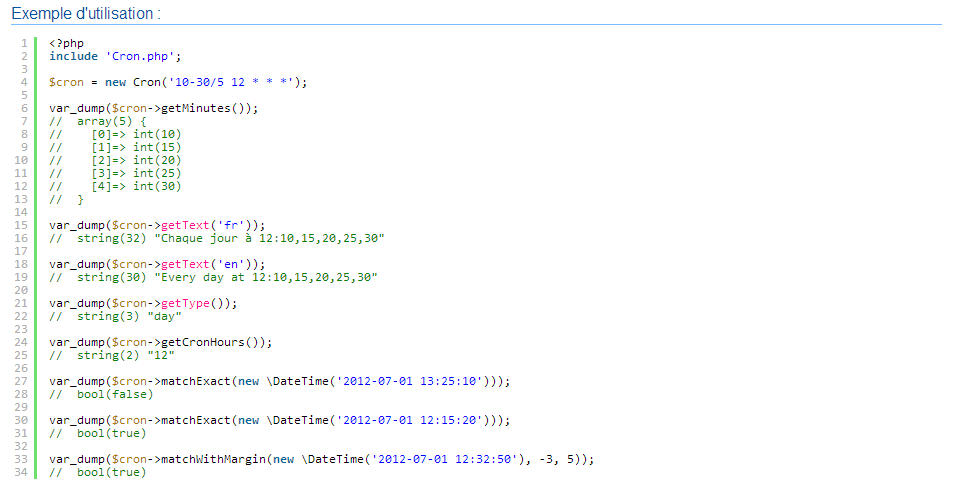 Exemple d'utilisation :
1 <?php
2 include 'Cron.php';
3
4 $cron = new Cron('10-30/5 12 * * *');
5
6 var_dump($cron->getMinutes());
7 //  array(5) {
8 //    [0]=> int(10)
9 //    [1]=> int(15)
10 //    [2]=> int(20)
11 //    [3]=> int(25)
12 //    [4]=> int(30)
13 //  }
14
15 var_dump($cron->getText('fr'));
16 //  string(32) "Chaque jour à 12:10,15,20,25,30"
17
18 var_dump($cron->getText('en'));
19 //  string(30) "Every day at 12:10,15,20,25,30"
20
21 var_dump($cron->getType());
22 //  string(3) "day"
23
24 var_dump($cron->getCronHours());
25 //  string(2) "12"
26
27 var_dump($cron->matchExact(new \DateTime('2012-07-01 13:25:10')));
28 //  bool(false)
29
30 var_dump($cron->matchExact(new \DateTime('2012-07-01 12:15:20')));
31 //  bool(true)
32
33 var_dump($cron->matchWithMargin(new \DateTime('2012-07-01 12:32:50'), -3, 5));
34 //  bool(true)